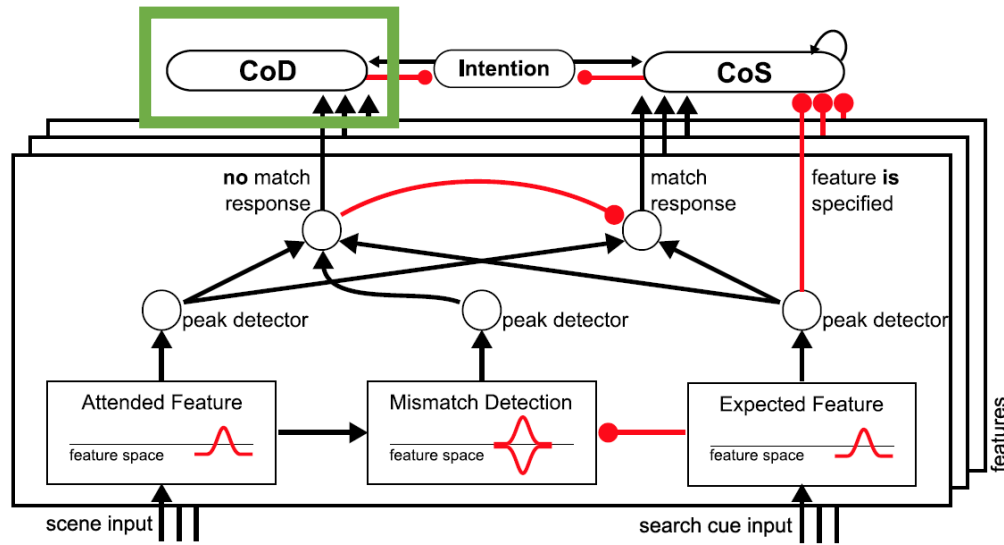 CoD
Intention
CoS
no match
response
match
response
feature is
specified
peak detector
peak detector
peak detector
Attended Feature
feature space
Mismatch Detection
feature space
Expected Feature
feature space
features
scene input
search cue input